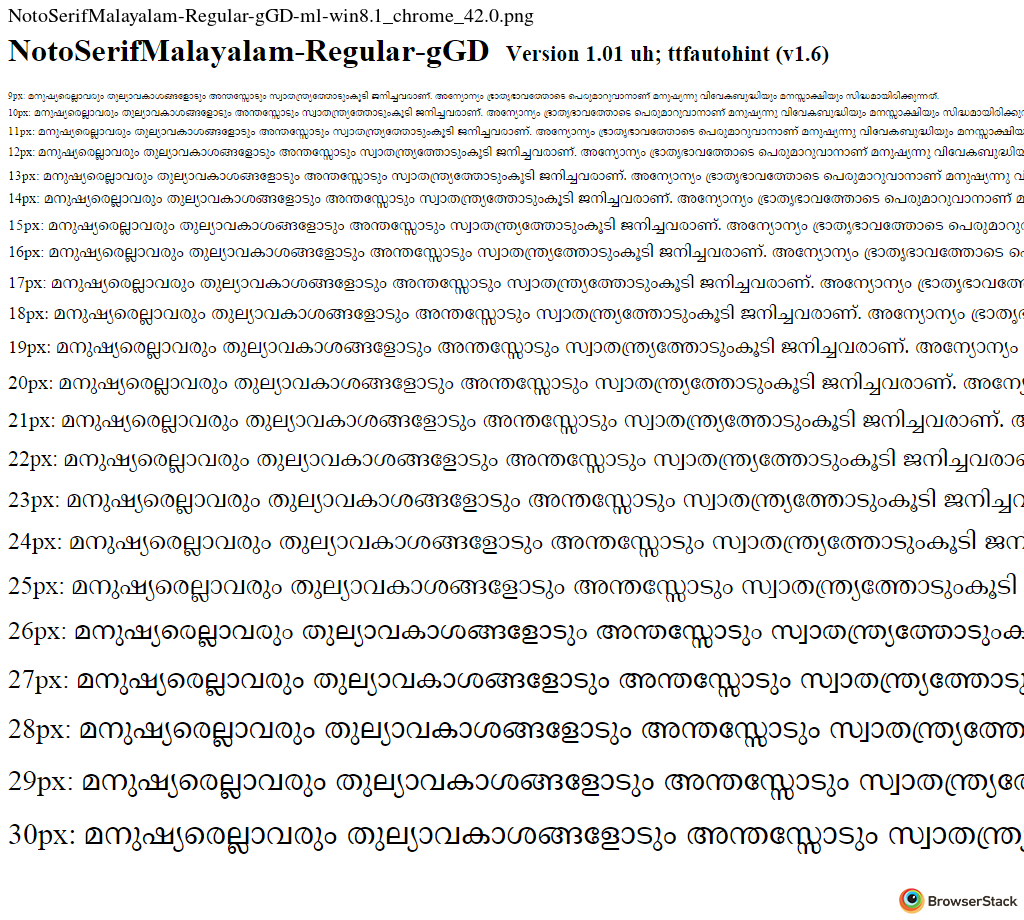 NotoSerifMalayalam-Regular-gGD-ml-win8.1_chrome_42.0.png
NotoSerifMalayalam-Regular-gGD Version 1.01 uh; ttfautohint (v1.6)
9px: മനുഷ്യരെല്ലാവരും തുല്യാവകാശങ്ങളോടും അന്തസ്സോടും സ്വാതന്ത്ര്യത്തോടുംകൂടി ജനിച്ചവരാണ്. അന്യോന്യം ഭ്രാതൃഭാവത്തോടെ പെരുമാറുവാനാണ് മനുഷ്യന്നു വിവേകബുദ്ധിയും മനസ്സാക്ഷിയും സിദ്ധമായിരിക്കുന്നത്.
10px: മനുഷ്യരെല്ലാവരും തുല്യാവകാശങ്ങളോടും അന്തസ്സോടും സ്വാതന്ത്ര്യത്തോടുംകൂടി ജനിച്ചവരാണ്. അന്യോന്യം ഭ്രാതൃഭാവത്തോടെ പെരുമാറുവാനാണ് മനുഷ്യന്നു വിവേകബുദ്ധിയും മനസ്സാക്ഷിയും സിദ്ധമായിരിക്കുന്ന
11px: മനുഷ്യരെല്ലാവരും തുല്യാവകാശങ്ങളോടും അന്തസ്സോടും സ്വാതന്ത്ര്യത്തോടുംകൂടി ജനിച്ചവരാണ്. അന്യോന്യം ഭ്രാതൃഭാവത്തോടെ പെരുമാറുവാനാണ് മനുഷ്യന്നു വിവേകബുദ്ധിയും മനസ്സാക്ഷിയ
12px: മനുഷ്യരെല്ലാവരും തുല്യാവകാശങ്ങളോടും അന്തസ്സോടും സ്വാതന്ത്ര്യത്തോടുംകൂടി ജനിച്ചവരാണ്. അന്യോന്യം ഭ്രാതൃഭാവത്തോടെ പെരുമാറുവാനാണ് മനുഷ്യന്നു വിവേകബുദ്ധിയ
13px: മനുഷ്യരെല്ലാവരും തുല്യാവകാശങ്ങളോടും അന്തസ്സോടും സ്വാതന്ത്ര്യത്തോടുംകൂടി ജനിച്ചവരാണ്. അന്യോന്യം ഭ്രാതൃഭാവത്തോടെ പെരുമാറുവാനാണ് മനുഷ്യന്നു വി
14px: മനുഷ്യരെല്ലാവരും തുല്യാവകാശങ്ങളോടും അന്തസ്സോടും സ്വാതന്ത്ര്യത്തോടുംകൂടി ജനിച്ചവരാണ്. അന്യോന്യം ഭ്രാതൃഭാവത്തോടെ പെരുമാറുവാനാണ് മ
15px: മനുഷ്യരെല്ലാവരും തുല്യാവകാശങ്ങളോടും അന്തസ്സോടും സ്വാതന്ത്ര്യത്തോടുംകൂടി ജനിച്ചവരാണ്. അന്യോന്യം ഭ്രാതൃഭാവത്തോടെ പെരുമാറു
16px: മനുഷ്യരെല്ലാവരും തുല്യാവകാശങ്ങളോടും അന്തസ്സോടും സ്വാതന്ത്ര്യത്തോടുംകൂടി ജനിച്ചവരാണ്. അന്യോന്യം ഭ്രാതൃഭാവത്തോടെ പെ
17px: മനുഷ്യരെല്ലാവരും തുല്യാവകാശങ്ങളോടും അന്തസ്സോടും സ്വാതന്ത്ര്യത്തോടുംകൂടി ജനിച്ചവരാണ്. അന്യോന്യം ഭ്രാതൃഭാവത്തേ
18px: മനുഷ്യരെല്ലാവരും തുല്യാവകാശങ്ങളോടും അന്തസ്സോടും സ്വാതന്ത്ര്യത്തോടുംകൂടി ജനിച്ചവരാണ്. അന്യോന്യം ഭ്രാതൃഭ
19px: മനുഷ്യരെല്ലാവരും തുല്യാവകാശങ്ങളോടും അന്തസ്സോടും സ്വാതന്ത്ര്യത്തോടുംകൂടി ജനിച്ചവരാണ്. അന്യോന്യം
20px: മനുഷ്യരെല്ലാവരും തുല്യാവകാശങ്ങളോടും അന്തസ്സോടും സ്വാതന്ത്ര്യത്തോടുംകൂടി ജനിച്ചവരാണ്. അന്യേ
21px: മനുഷ്യരെല്ലാവരും തുല്യാവകാശങ്ങളോടും അന്തസ്സോടും സ്വാതന്ത്ര്യത്തോടുംകൂടി ജനിച്ചവരാണ്. അ
22px: മനുഷ്യരെല്ലാവരും തുല്യാവകാശങ്ങളോടും അന്തസ്സോടും സ്വാതന്ത്ര്യത്തോടുംകൂടി ജനിച്ചവരാണ
23px: മനുഷ്യരെല്ലാവരും തുല്യാവകാശങ്ങളോടും അന്തസ്സോടും സ്വാതന്ത്ര്യത്തോടുംകൂടി ജനിച്ചവ
24px: മനുഷ്യരെല്ലാവരും തുല്യാവകാശങ്ങളോടും അന്തസ്സോടും സ്വാതന്ത്ര്യത്തോടുംകൂടി ജന
25px: മനുഷ്യരെല്ലാവരും തുല്യാവകാശങ്ങളോടും അന്തസ്സോടും സ്വാതന്ത്ര്യത്തോടുംകൂടി
26px: മനുഷ്യരെല്ലാവരും തുല്യാവകാശങ്ങളോടും അന്തസ്സോടും സ്വാതന്ത്ര്യത്തോടുംക
27px: മനുഷ്യരെല്ലാവരും തുല്യാവകാശങ്ങളോടും അന്തസ്സോടും സ്വാതന്ത്ര്യത്തോടു
28px: മനുഷ്യരെല്ലാവരും തുല്യാവകാശങ്ങളോടും അന്തസ്സോടും സ്വാതന്ത്ര്യത്തേ
29px: മനുഷ്യരെല്ലാവരും തുല്യാവകാശങ്ങളോടും അന്തസ്സോടും സ്വാതന്ത്ര്യത്തേ
30px: മനുഷ്യരെല്ലാവരും തുല്യാവകാശങ്ങളോടും അന്തസ്സോടും സ്വാതന്ത്ര്യ
BrowserStack